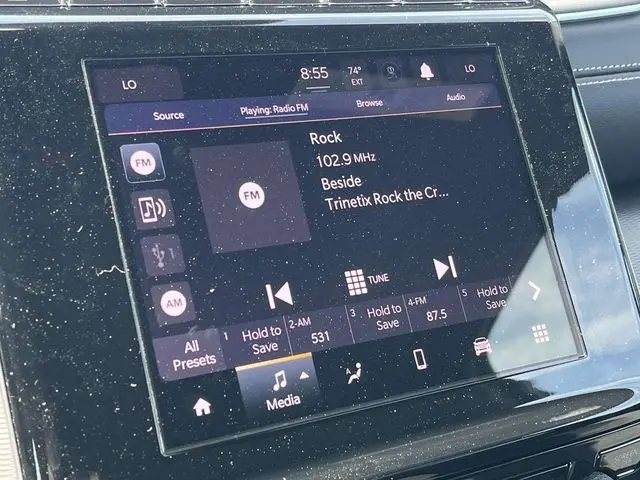 LO 8:55 74° EXT LO
Source Playing: Radio FM Browse Audio
FM
Rock
102.9 MHz
Beside
Trinetix Rock the Cr...
FM
1
AM
TUNE
All Presets
1 Hold to Save
2-AM 531
3 Hold to Save
4-FM 87.5
5 Hold to Save
Media
A